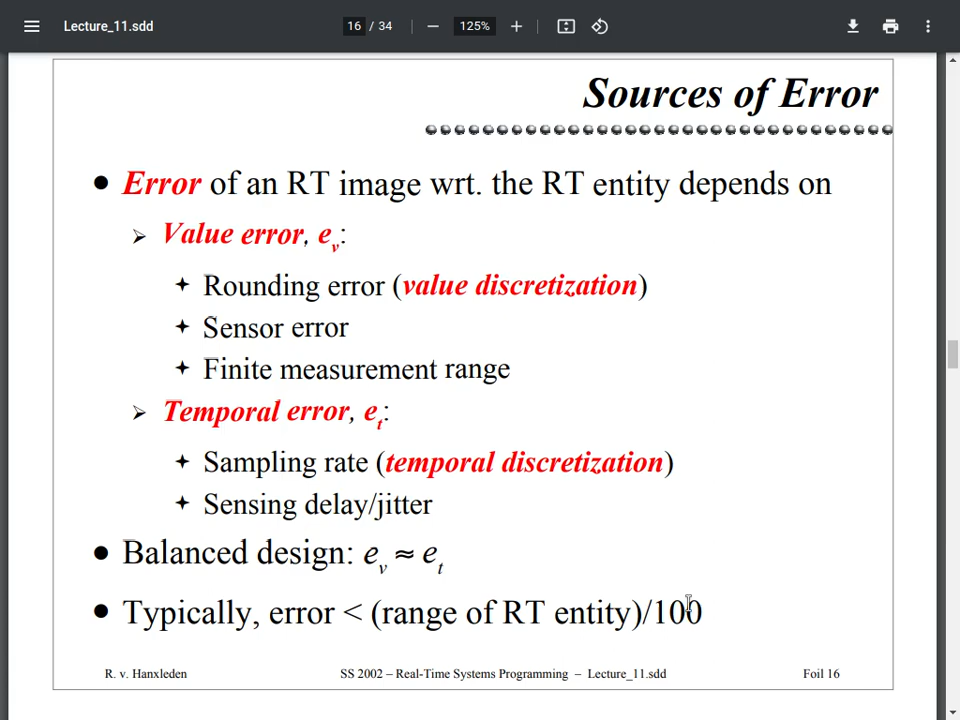 Lecture_11.sdd
16 / 34
125%
Sources of Error
● Error of an RT image wrt. the RT entity depends on
➢ Value error, ev:
✦ Rounding error (value discretization)
✦ Sensor error
✦ Finite measurement range
➢ Temporal error, et:
✦ Sampling rate (temporal discretization)
✦ Sensing delay/jitter
● Balanced design: ev ≈ et
● Typically, error < (range of RT entity)/100
R. v. Hanxleden
SS 2002 – Real-Time Systems Programming – Lecture_11.sdd
Foil 16